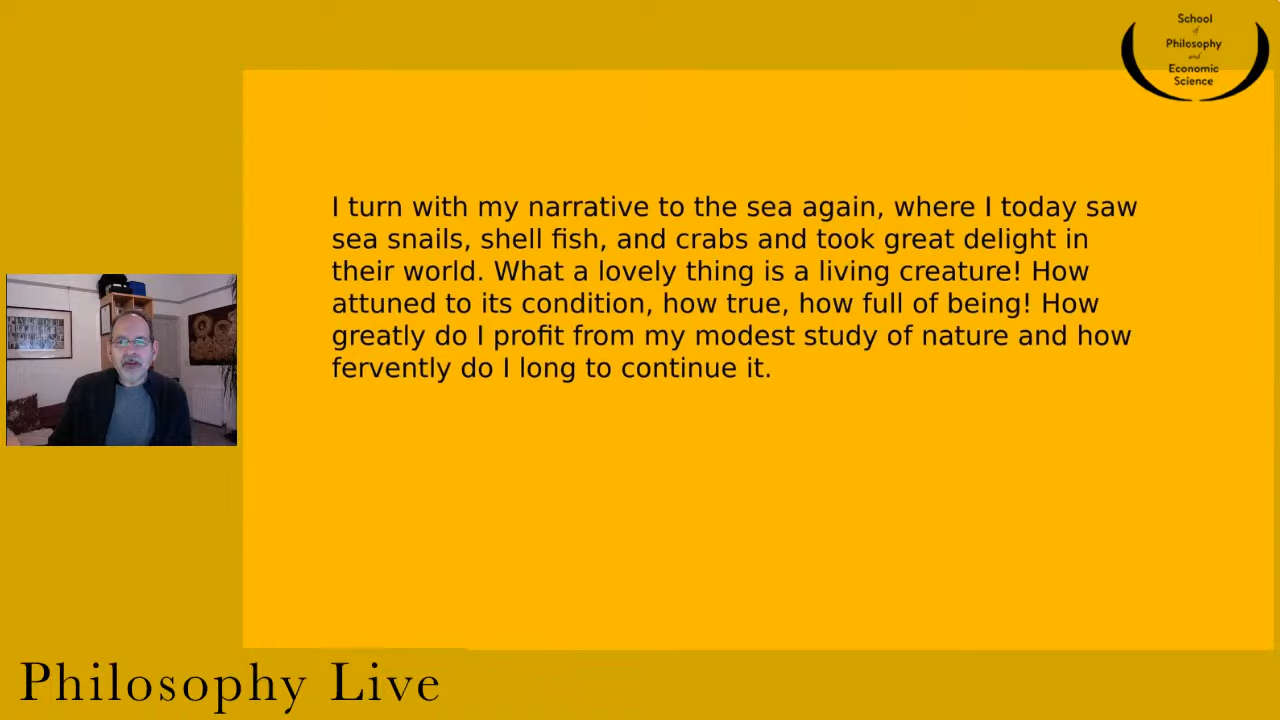 School
of
Philosophy
and
Economic
Science
I turn with my narrative to the sea again, where I today saw
sea snails, shell fish, and crabs and took great delight in
their world. What a lovely thing is a living creature! How
attuned to its condition, how true, how full of being! How
greatly do I profit from my modest study of nature and how
fervently do I long to continue it.
Philosophy Live